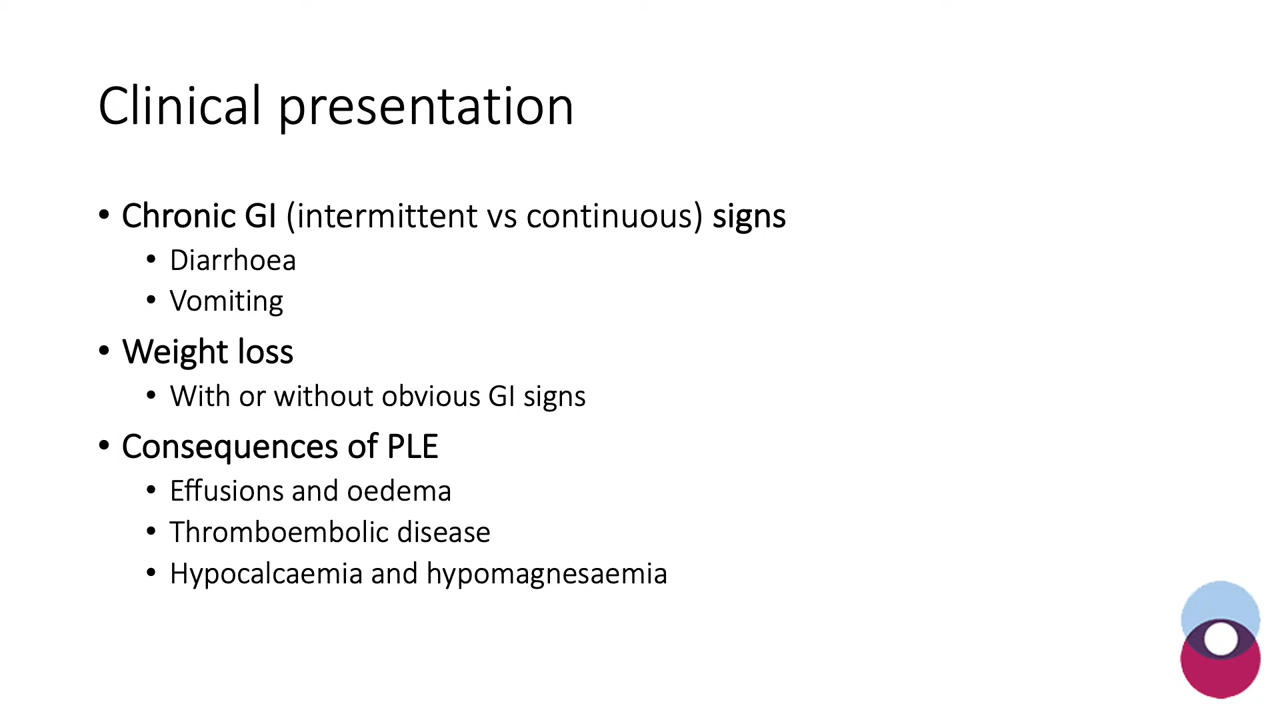 Clinical presentation
• Chronic GI (intermittent vs continuous) signs
• Diarrhoea
• Vomiting
• Weight loss
• With or without obvious GI signs
• Consequences of PLE
• Effusions and oedema
• Thromboembolic disease
• Hypocalcaemia and hypomagnesaemia